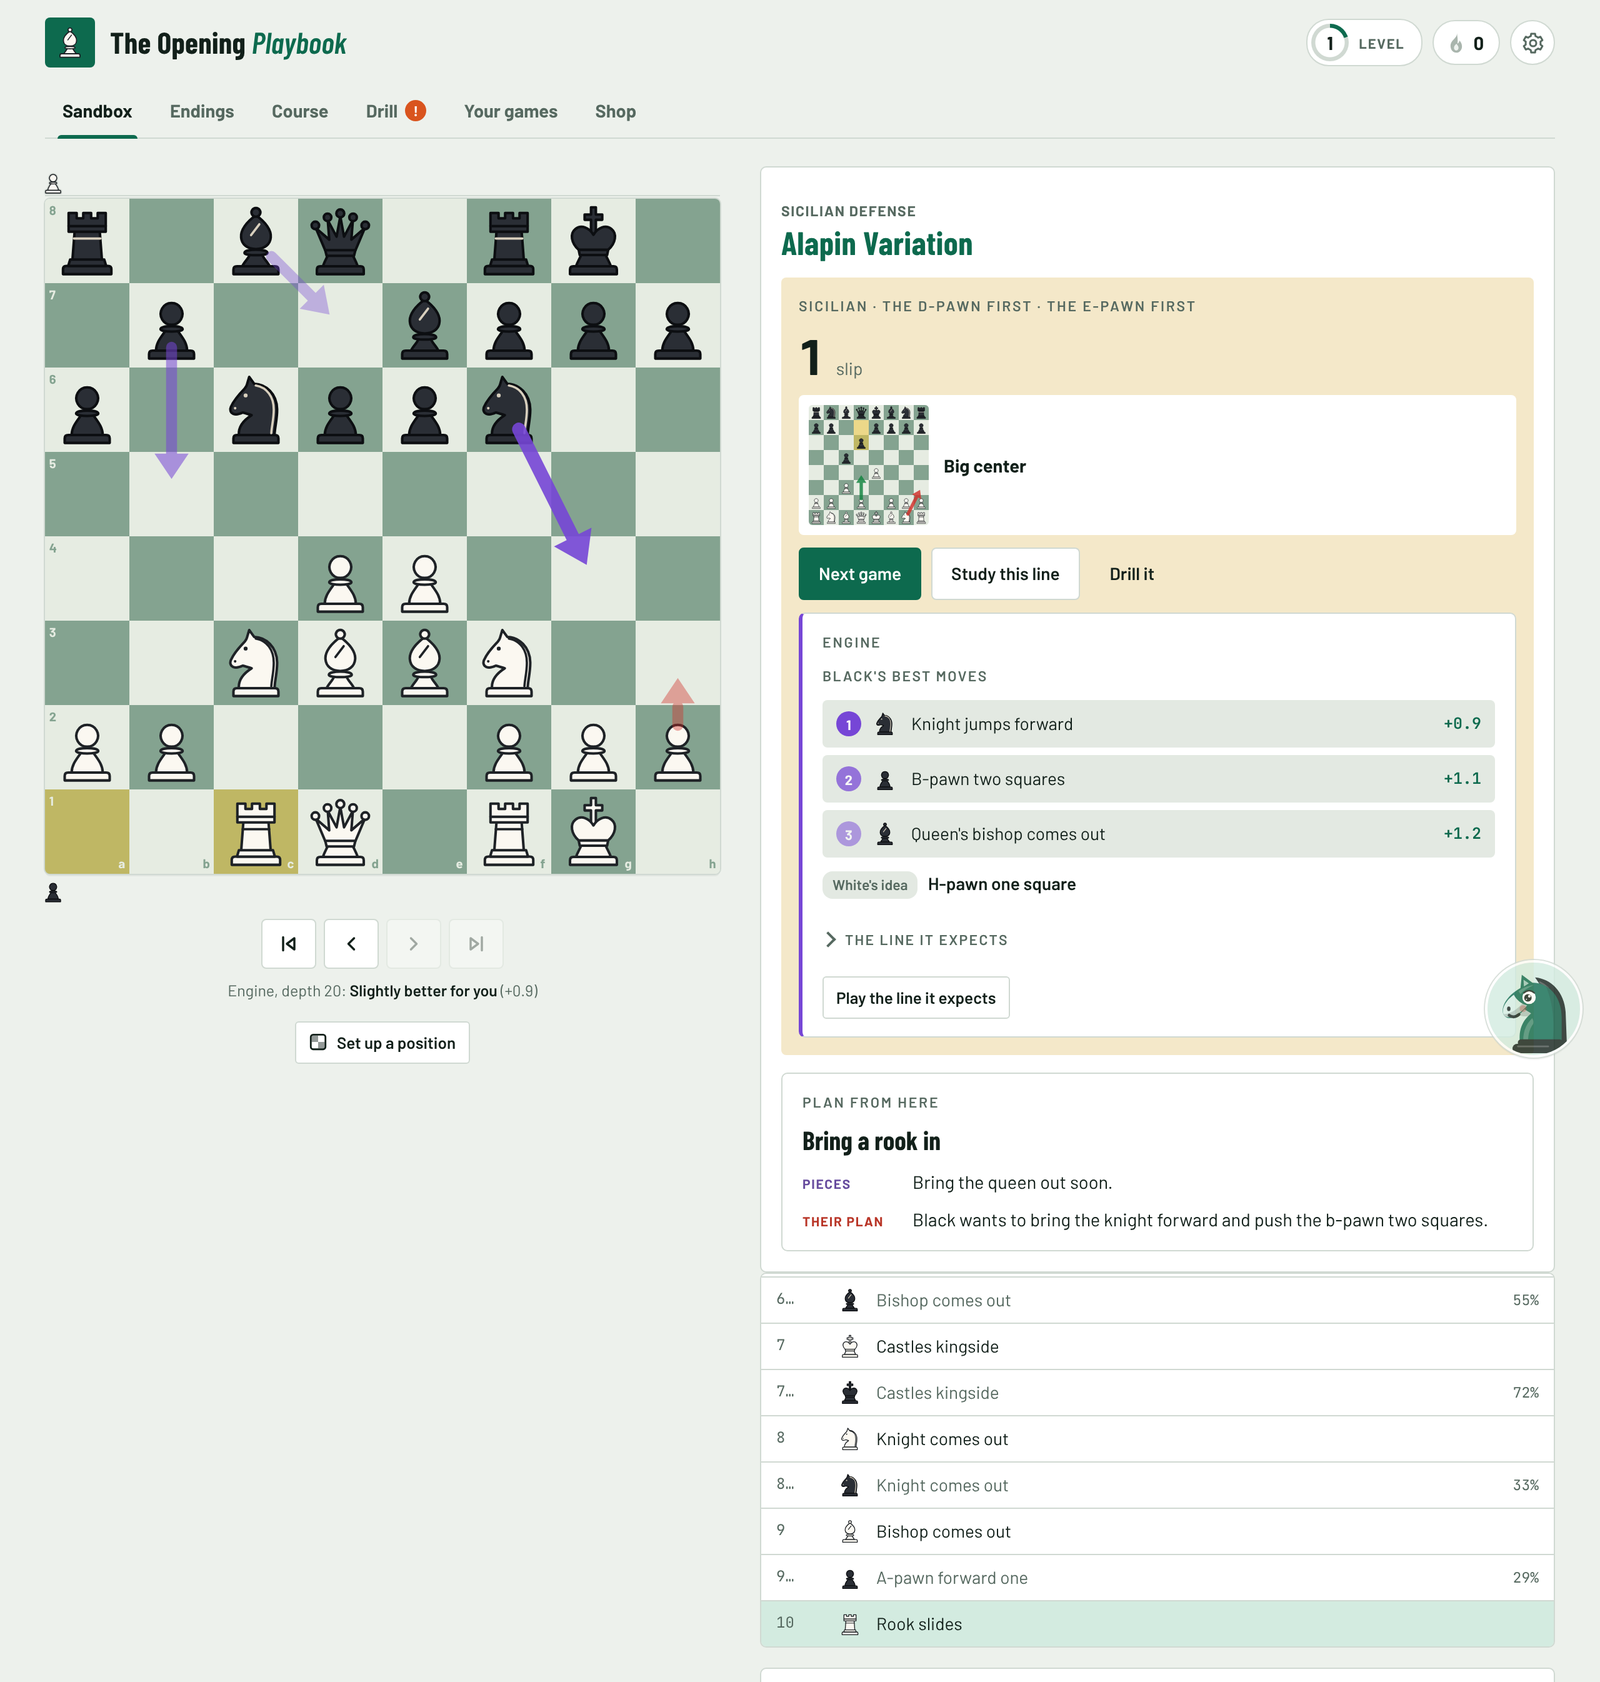 The Opening Playbook
1 LEVEL
0
Sandbox
Endings
Course
Drill !
Your games
Shop
8
7
6
5
4
3
2
1
a b c d e f g h
Engine, depth 20: Slightly better for you (+0.9)
Set up a position
SICILIAN DEFENSE
Alapin Variation
SICILIAN · THE D-PAWN FIRST · THE E-PAWN FIRST
1 slip
Big center
Next game
Study this line
Drill it
ENGINE
BLACK'S BEST MOVES
1 Knight jumps forward +0.9
2 B-pawn two squares +1.1
3 Queen's bishop comes out +1.2
White's idea H-pawn one square
THE LINE IT EXPECTS
Play the line it expects
PLAN FROM HERE
Bring a rook in
PIECES Bring the queen out soon.
THEIR PLAN Black wants to bring the knight forward and push the b-pawn two squares.
6… Bishop comes out 55%
7 Castles kingside
7… Castles kingside 72%
8 Knight comes out
8… Knight comes out 33%
9 Bishop comes out
9… A-pawn forward one 29%
10 Rook slides